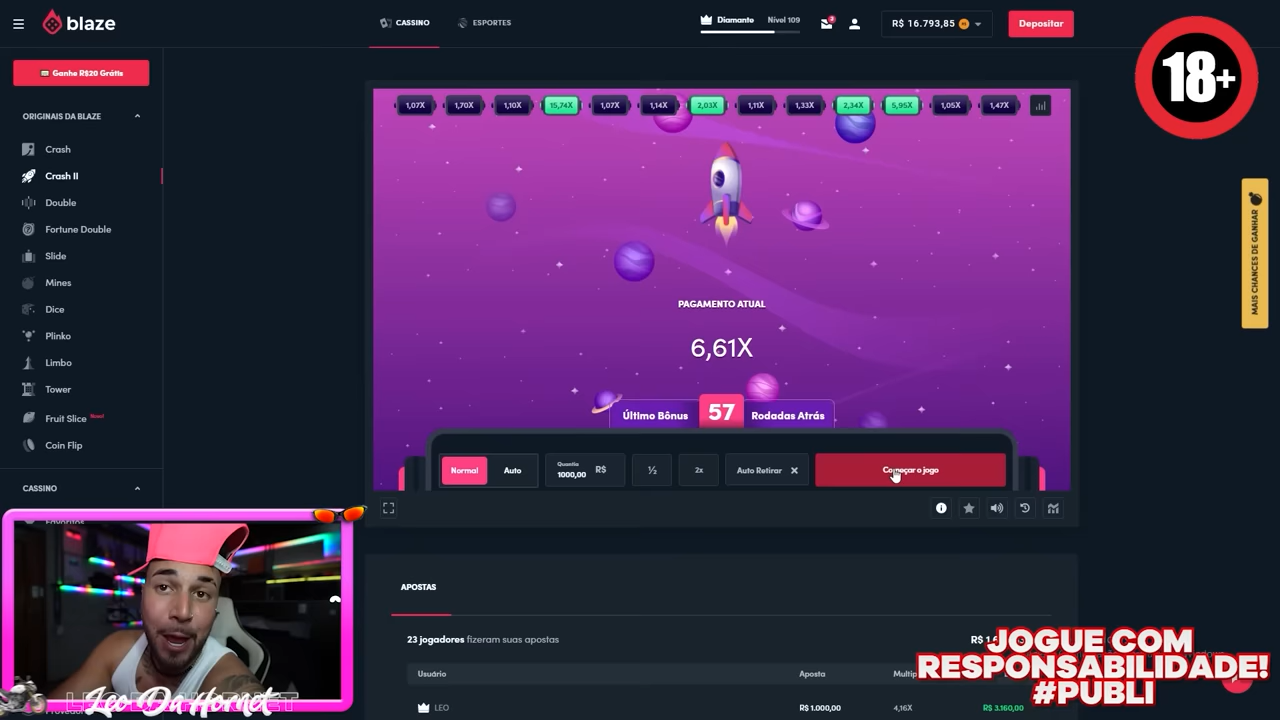 blaze
CASSINO
ESPORTES
Diamante Nível 109
3
R$ 16.793,85
Depositar
18+
Ganhe R$20 Grátis
ORIGINAIS DA BLAZE
Crash
Crash II
Double
Fortune Double
Slide
Mines
Dice
Plinko
Limbo
Tower
Fruit Slice Novo!
Coin Flip
CASSINO
1,07X 1,70X 1,10X 15,74X 1,07X 1,14X 2,03X 1,11X 1,33X 2,34X 5,95X 1,05X 1,47X
PAGAMENTO ATUAL
6,61X
Último Bônus 57 Rodadas Atrás
Normal Auto Quantia 1000,00 R$ ½ 2x Auto Retirar Começar o jogo
MAIS CHANCES DE GANHAR
APOSTAS
23 jogadores fizeram suas apostas
Usuário Aposta
LEO R$ 1.000,00 4,16X R$ 3.160,00
Leo Da Hornet
JOGUE COM
RESPONSABILIDADE!
#PUBLI